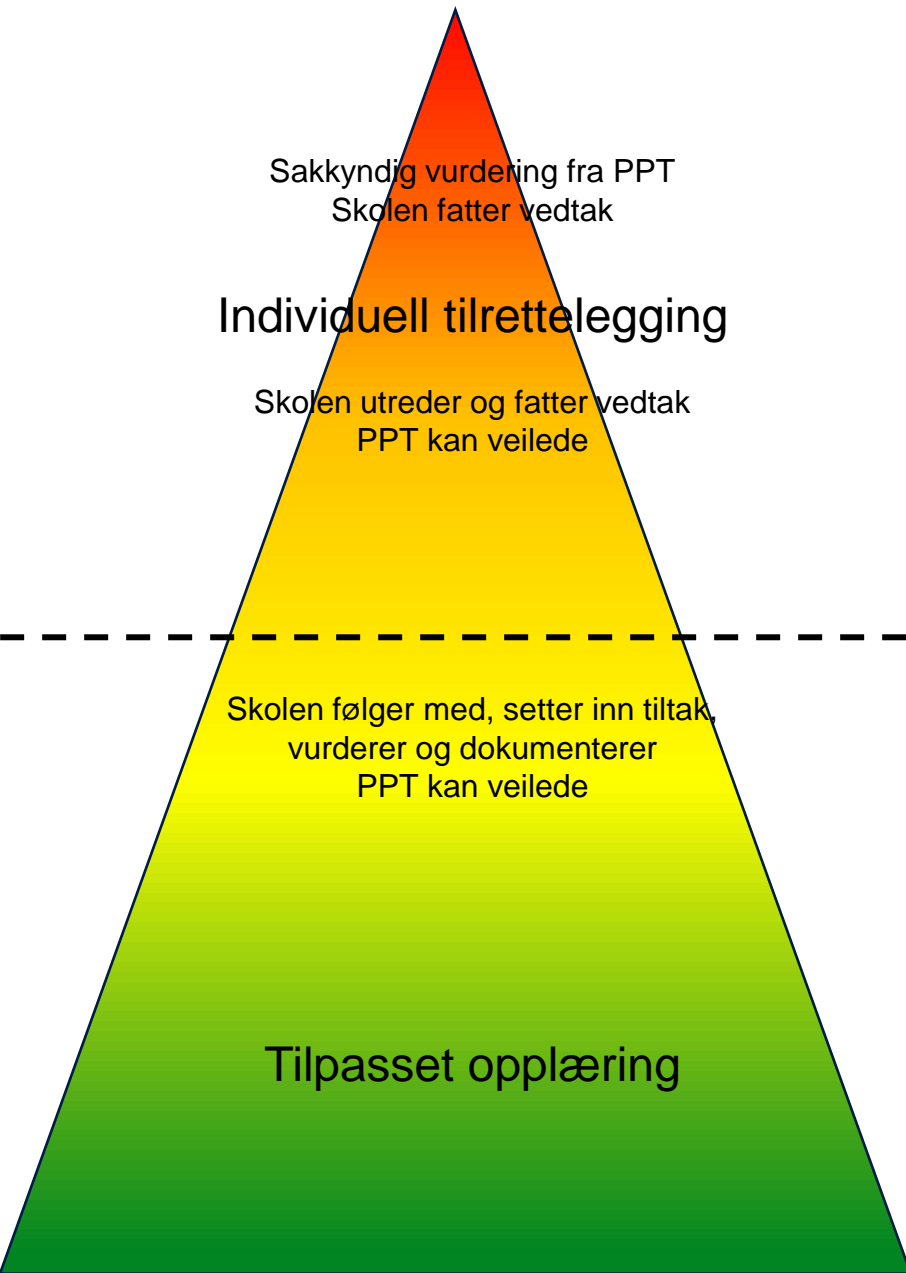 Sakkyndig vurdering fra PPT
Skolen fatter vedtak
Individuell tilrettelegging
Skolen utreder og fatter vedtak
PPT kan veilede
Skolen følger med, setter inn tiltak,
vurderer og dokumenterer
PPT kan veilede
Tilpasset opplæring